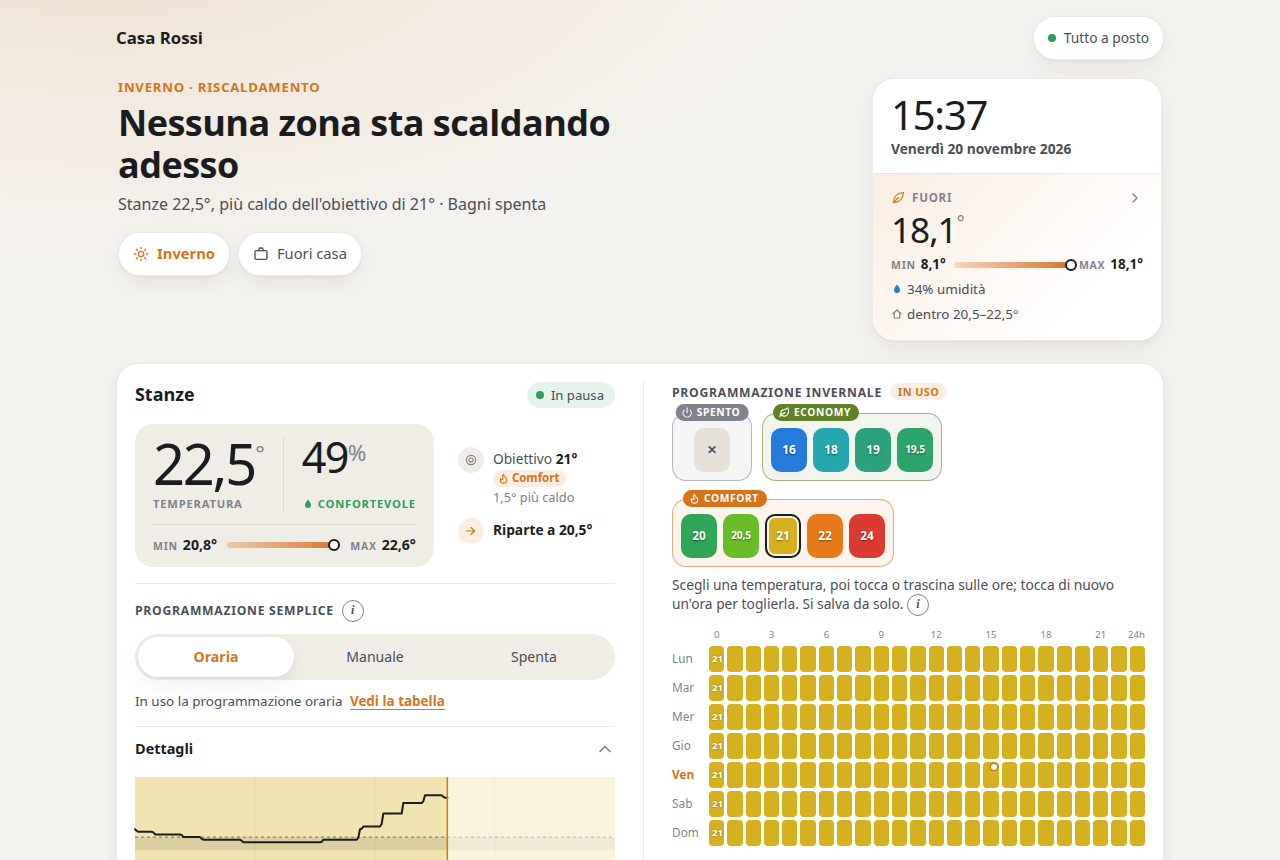 Casa Rossi
Tutto a posto
INVERNO · RISCALDAMENTO
Nessuna zona sta scaldando
adesso
Stanze 22,5°, più caldo dell'obiettivo di 21° · Bagni spenta
Inverno
Fuori casa
15:37
Venerdì 20 novembre 2026
FUORI
18,1°
MIN 8,1° MAX 18,1°
34% umidità
dentro 20,5–22,5°
Stanze
In pausa
22,5°
TEMPERATURA
49%
CONFORTEVOLE
MIN 20,8° MAX 22,6°
Obiettivo 21°
Comfort
1,5° più caldo
Riparte a 20,5°
PROGRAMMAZIONE SEMPLICE i
Oraria Manuale Spenta
In uso la programmazione oraria Vedi la tabella
Dettagli
PROGRAMMAZIONE INVERNALE IN USO
SPENTO
×
ECONOMY
16 18 19 19,5
COMFORT
20 20,5 21 22 24
Scegli una temperatura, poi tocca o trascina sulle ore; tocca di nuovo
un'ora per toglierla. Si salva da solo. i
0 3 6 9 12 15 18 21 24h
Lun 21
Mar 21
Mer 21
Gio 21
Ven 21
Sab 21
Dom 21